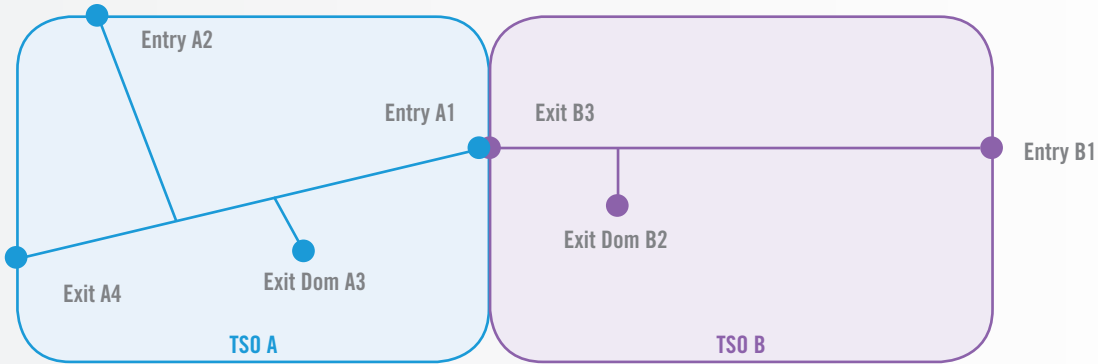 Entry A2
Entry A1
Exit B3
Entry B1
Exit Dom B2
Exit Dom A3
Exit A4
TSO A
TSO B